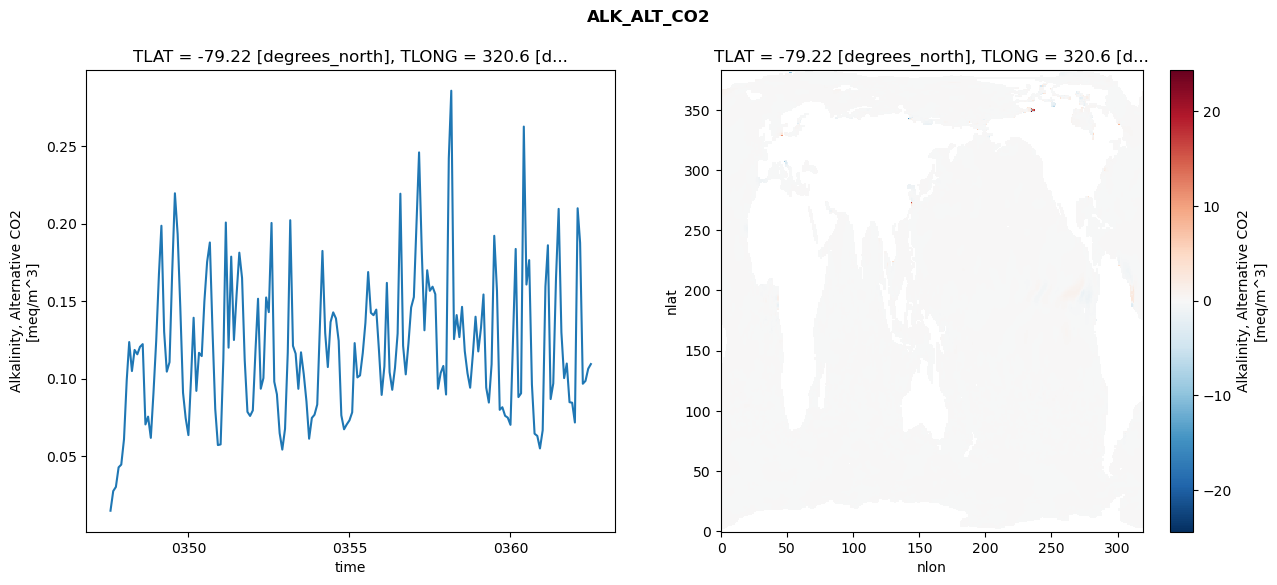 ALK_ALT_CO2
TLAT = -79.22 [degrees_north], TLONG = 320.6 [d...
0.25
0.20
0.15
0.10
0.05
Alkalinity, Alternative CO2
[meq/m^3]
0350
0355
0360
time
TLAT = -79.22 [degrees_north], TLONG = 320.6 [d...
350
300
250
200
150
100
50
0
nlat
0
50
100
150
200
250
300
nlon
20
10
0
−10
−20
Alkalinity, Alternative CO2
[meq/m^3]